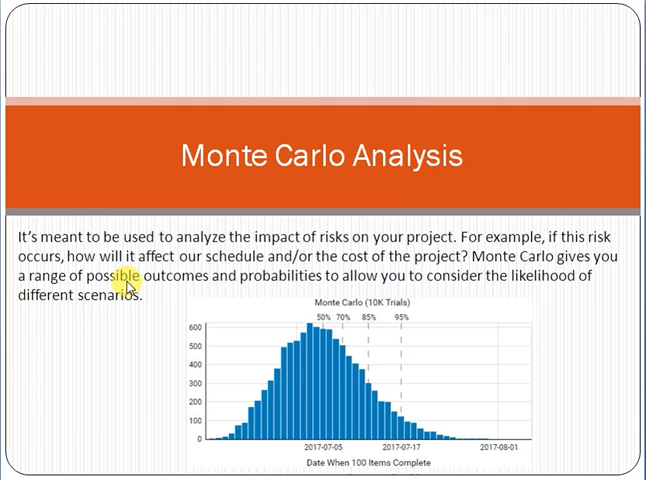 Monte Carlo Analysis
It's meant to be used to analyze the impact of risks on your project. For example, if this risk
occurs, how will it affect our schedule and/or the cost of the project? Monte Carlo gives you
a range of possible outcomes and probabilities to allow you to consider the likelihood of
different scenarios.
Monte Carlo (10K Trials)
50% 70% 85% 95%
600
500
400
300
200
100
0
2017-07-05 2017-07-17 2017-08-01
Date When 100 Items Complete